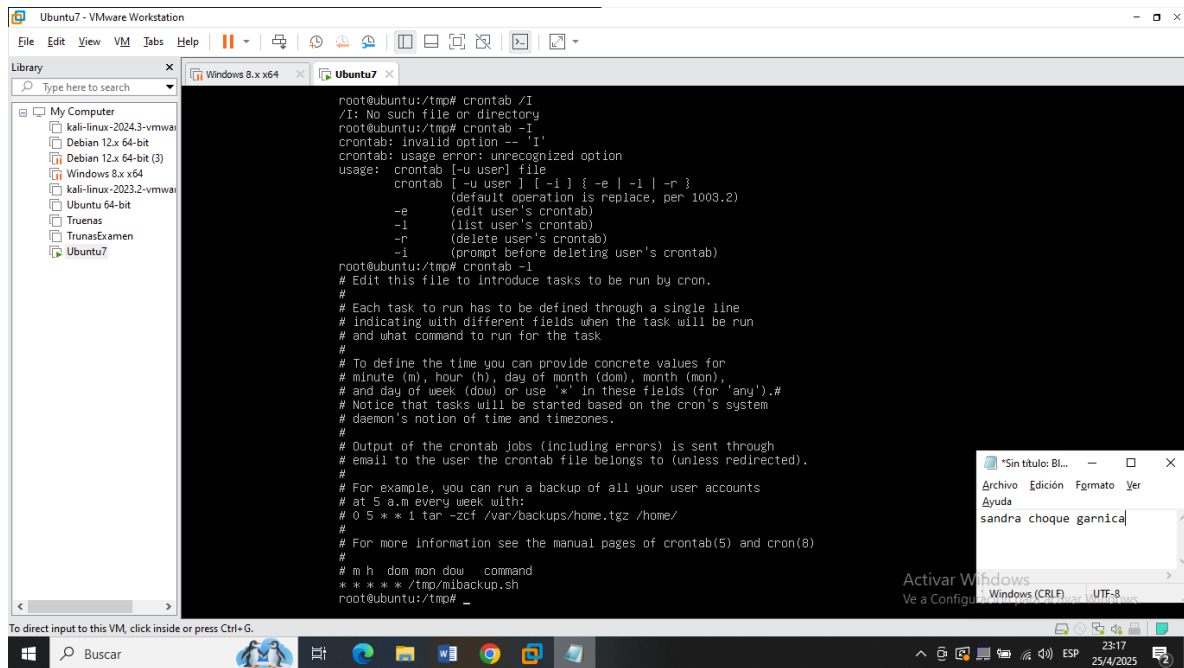 Ubuntu7 - VMware Workstation
File Edit View VM Tabs Help
Library
Type here to search
My Computer
kali-linux-2024.3-vmwar
Debian 12.x 64-bit
Debian 12.x 64-bit (3)
Windows 8.x x64
kali-linux-2023.2-vmwar
Ubuntu 64-bit
Truenas
TrunasExamen
Ubuntu7
Windows 8.x x64
Ubuntu7
root@ubuntu:/tmp# crontab /I
/I: No such file or directory
root@ubuntu:/tmp# crontab -I
crontab: invalid option -- 'I'
crontab: usage error: unrecognized option
usage:  crontab [-u user] file
        crontab [ -u user ] [ -i ] { -e | -l | -r }
                (default operation is replace, per 1003.2)
        -e      (edit user's crontab)
        -l      (list user's crontab)
        -r      (delete user's crontab)
        -i      (prompt before deleting user's crontab)
root@ubuntu:/tmp# crontab -l
# Edit this file to introduce tasks to be run by cron.
#
# Each task to run has to be defined through a single line
# indicating with different fields when the task will be run
# and what command to run for the task
#
# To define the time you can provide concrete values for
# minute (m), hour (h), day of month (dom), month (mon),
# and day of week (dow) or use '*' in these fields (for 'any').#
# Notice that tasks will be started based on the cron's system
# daemon's notion of time and timezones.
#
# Output of the crontab jobs (including errors) is sent through
# email to the user the crontab file belongs to (unless redirected).
#
# For example, you can run a backup of all your user accounts
# at 5 a.m every week with:
# 0 5 * * 1 tar -zcf /var/backups/home.tgz /home/
#
# For more information see the manual pages of crontab(5) and cron(8)
#
# m h  dom mon dow   command
* * * * * /tmp/mibackup.sh
root@ubuntu:/tmp# _
*Sin título: Bl...
Archivo Edición Formato Ver
Ayuda
sandra choque garnica
Windows (CRLF) UTF-8
Activar Windows
Ve a Configuración para activar Windows.
To direct input to this VM, click inside or press Ctrl+G.
Buscar
ESP
23:17
25/4/2025
2